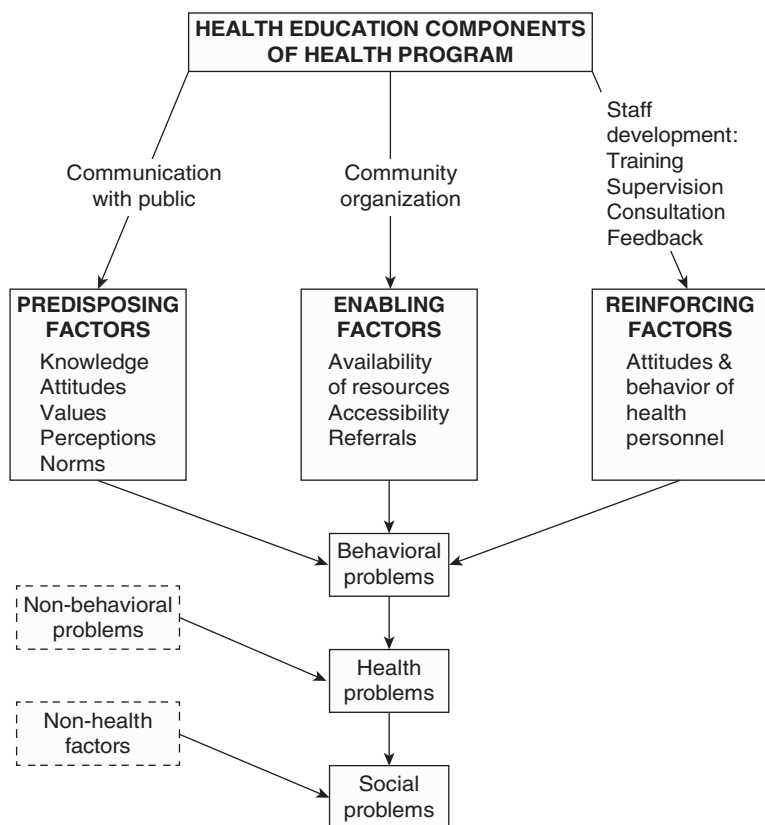 HEALTH EDUCATION COMPONENTS
OF HEALTH PROGRAM
Communication
with public
Community
organization
Staff
development:
Training
Supervision
Consultation
Feedback
PREDISPOSING
FACTORS
Knowledge
Attitudes
Values
Perceptions
Norms
ENABLING
FACTORS
Availability
of resources
Accessibility
Referrals
REINFORCING
FACTORS
Attitudes &
behavior of
health
personnel
Behavioral
problems
Non-behavioral
problems
Health
problems
Non-health
factors
Social
problems